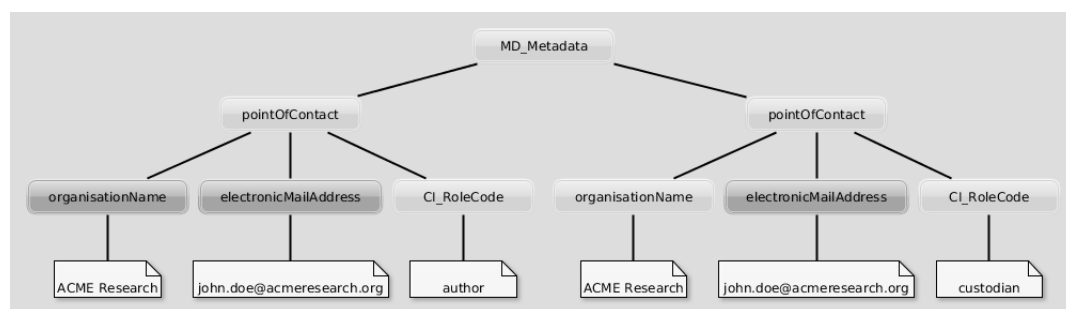 MD_Metadata
pointOfContact
pointOfContact
organisationName
electronicMailAddress
CI_RoleCode
organisationName
electronicMailAddress
CI_RoleCode
ACME Research
john.doe@acmeresearch.org
author
ACME Research
john.doe@acmeresearch.org
custodian